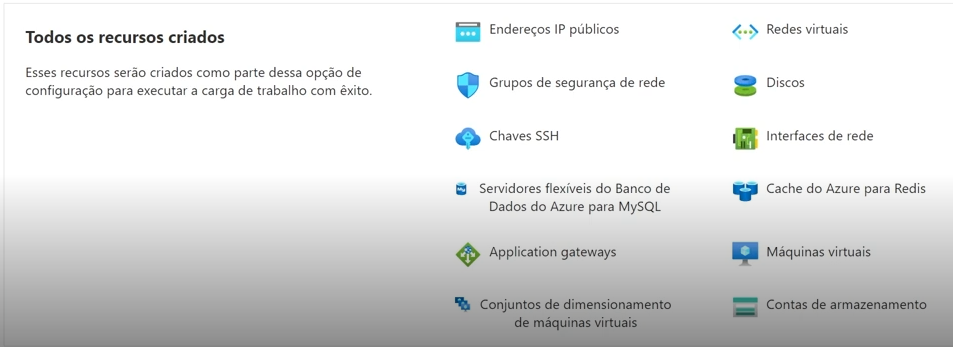 Todos os recursos criados
Esses recursos serão criados como parte dessa opção de
configuração para executar a carga de trabalho com êxito.
Endereços IP públicos
Redes virtuais
Grupos de segurança de rede
Discos
Chaves SSH
Interfaces de rede
Servidores flexíveis do Banco de
Dados do Azure para MySQL
Cache do Azure para Redis
Application gateways
Máquinas virtuais
Conjuntos de dimensionamento
de máquinas virtuais
Contas de armazenamento